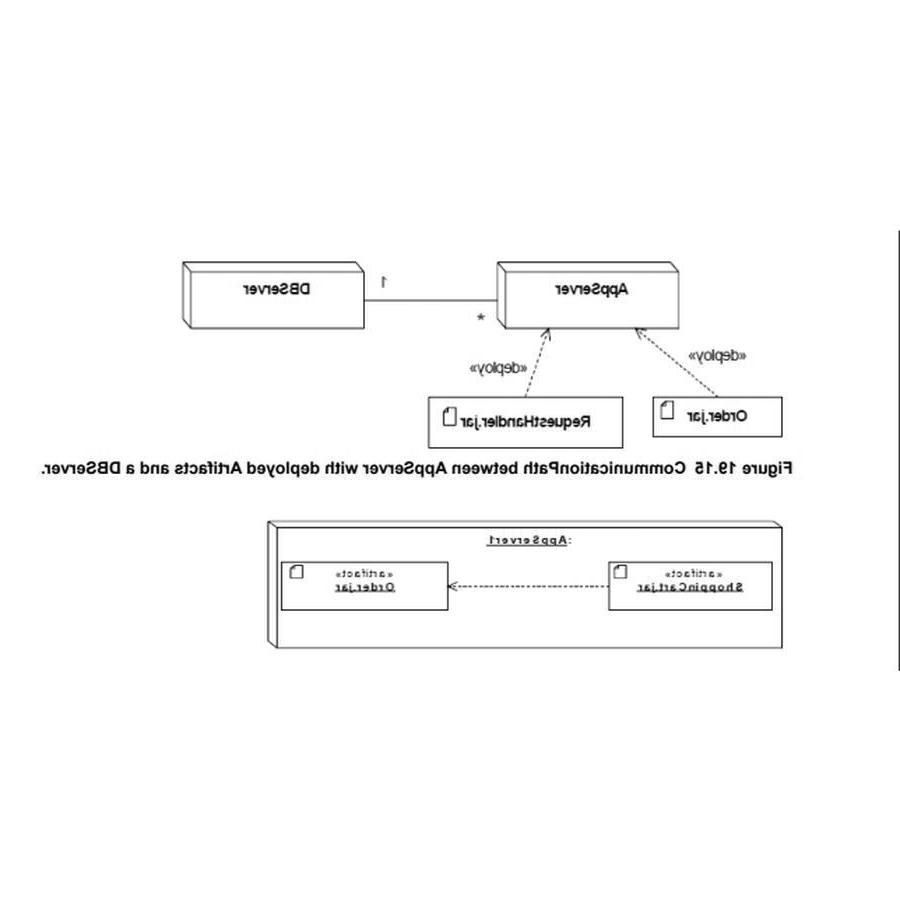 AppServer
1
DBServer
*
«deploy»
«deploy»
Order.jar
RequestHandler.jar
Figure 19.15 CommunicationPath between AppServer with deployed Artifacts and a DBServer.
:AppServer1
«artifact»
ShoppinCart.jar
«artifact»
Order.jar